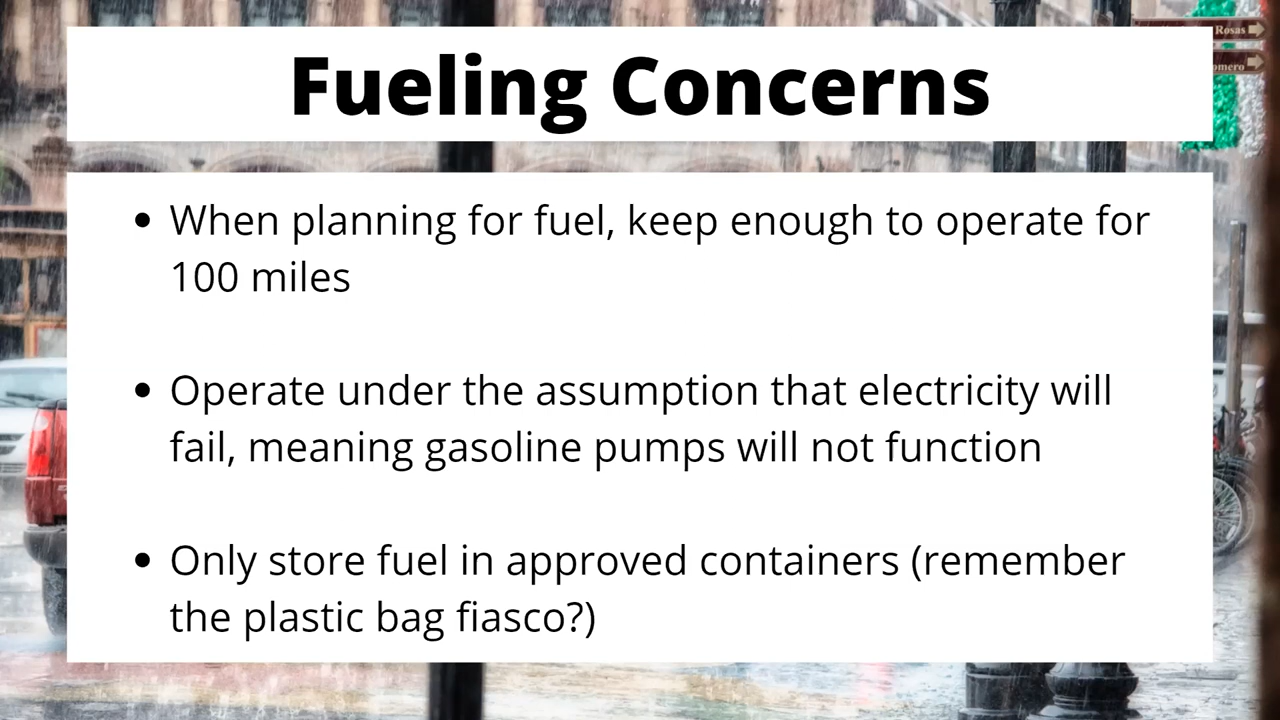 Rosas
omero
Fueling Concerns
• When planning for fuel, keep enough to operate for
100 miles
• Operate under the assumption that electricity will
fail, meaning gasoline pumps will not function
• Only store fuel in approved containers (remember
the plastic bag fiasco?)